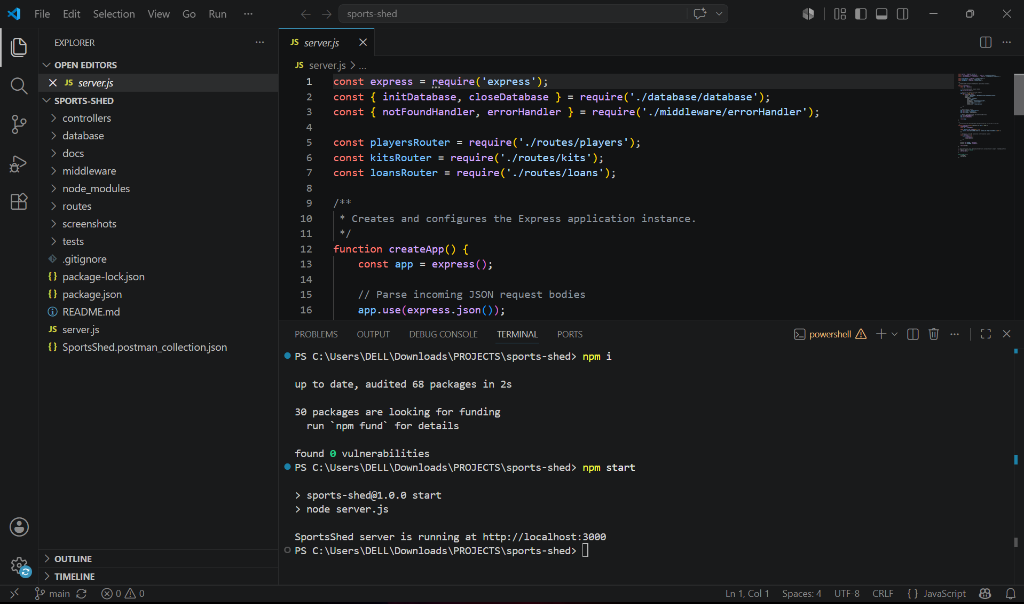 File Edit Selection View Go Run ··· sports-shed
EXPLORER ···
OPEN EDITORS
JS server.js
SPORTS-SHED
controllers
database
docs
middleware
node_modules
routes
screenshots
tests
.gitignore
{} package-lock.json
{} package.json
README.md
JS server.js
{} SportsShed.postman_collection.json
OUTLINE
TIMELINE
JS server.js
JS server.js > ...
1 const express = require('express');
2 const { initDatabase, closeDatabase } = require('./database/database');
3 const { notFoundHandler, errorHandler } = require('./middleware/errorHandler');
4
5 const playersRouter = require('./routes/players');
6 const kitsRouter = require('./routes/kits');
7 const loansRouter = require('./routes/loans');
8
9 /**
10 * Creates and configures the Express application instance.
11 */
12 function createApp() {
13 const app = express();
14
15 // Parse incoming JSON request bodies
16 app.use(express.json());
PROBLEMS OUTPUT DEBUG CONSOLE TERMINAL PORTS powershell
PS C:\Users\DELL\Downloads\PROJECTS\sports-shed> npm i
up to date, audited 68 packages in 2s
30 packages are looking for funding
run `npm fund` for details
found 0 vulnerabilities
PS C:\Users\DELL\Downloads\PROJECTS\sports-shed> npm start
> sports-shed@1.0.0 start
> node server.js
SportsShed server is running at http://localhost:3000
PS C:\Users\DELL\Downloads\PROJECTS\sports-shed>
main 0 0 Ln 1, Col 1 Spaces: 4 UTF 8 CRLF {} JavaScript